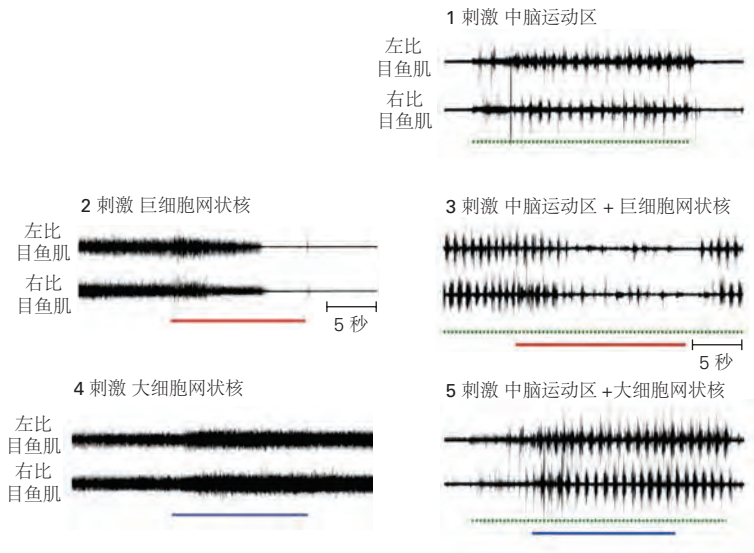 1 刺激 中脑运动区
左比
目鱼肌
右比
目鱼肌
2 刺激 巨细胞网状核
左比
目鱼肌
右比
目鱼肌
5 秒
3 刺激 中脑运动区 + 巨细胞网状核
5 秒
4 刺激 大细胞网状核
左比
目鱼肌
右比
目鱼肌
5 刺激 中脑运动区 +大细胞网状核